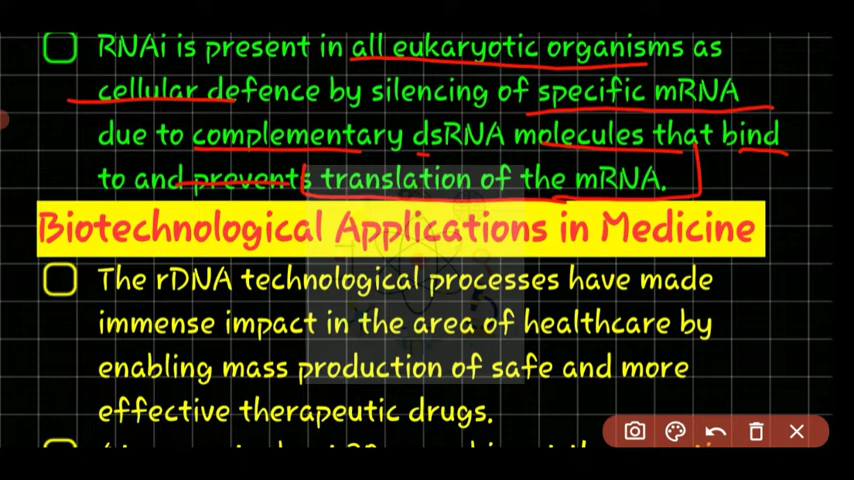 RNAi is present in all eukaryotic organisms as
cellular defence by silencing of specific mRNA
due to complementary dsRNA molecules that bind
to and prevents translation of the mRNA.
Biotechnological Applications in Medicine
The rDNA technological processes have made
immense impact in the area of healthcare by
enabling mass production of safe and more
effective therapeutic drugs.